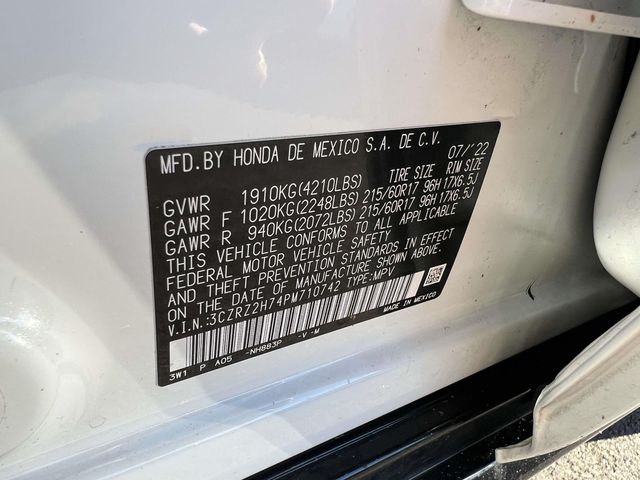 MFD.BY HONDA DE MEXICO S.A. DE C.V. 07/'22
TIRE SIZE RIM SIZE
GVWR 1910KG(4210LBS)
GAWR F 1020KG(2248LBS) 215/60R17 96H 17X6.5J
GAWR R 940KG(2072LBS) 215/60R17 96H 17X6.5J
THIS VEHICLE CONFORMS TO ALL APPLICABLE
FEDERAL MOTOR VEHICLE SAFETY
AND THEFT PREVENTION STANDARDS IN EFFECT
ON THE DATE OF MANUFACTURE SHOWN ABOVE.
V.I.N.:3CZRZ2H74PM710742 TYPE:MPV
MADE IN MEXICO
3W1 P A05 -NH883P -V -M